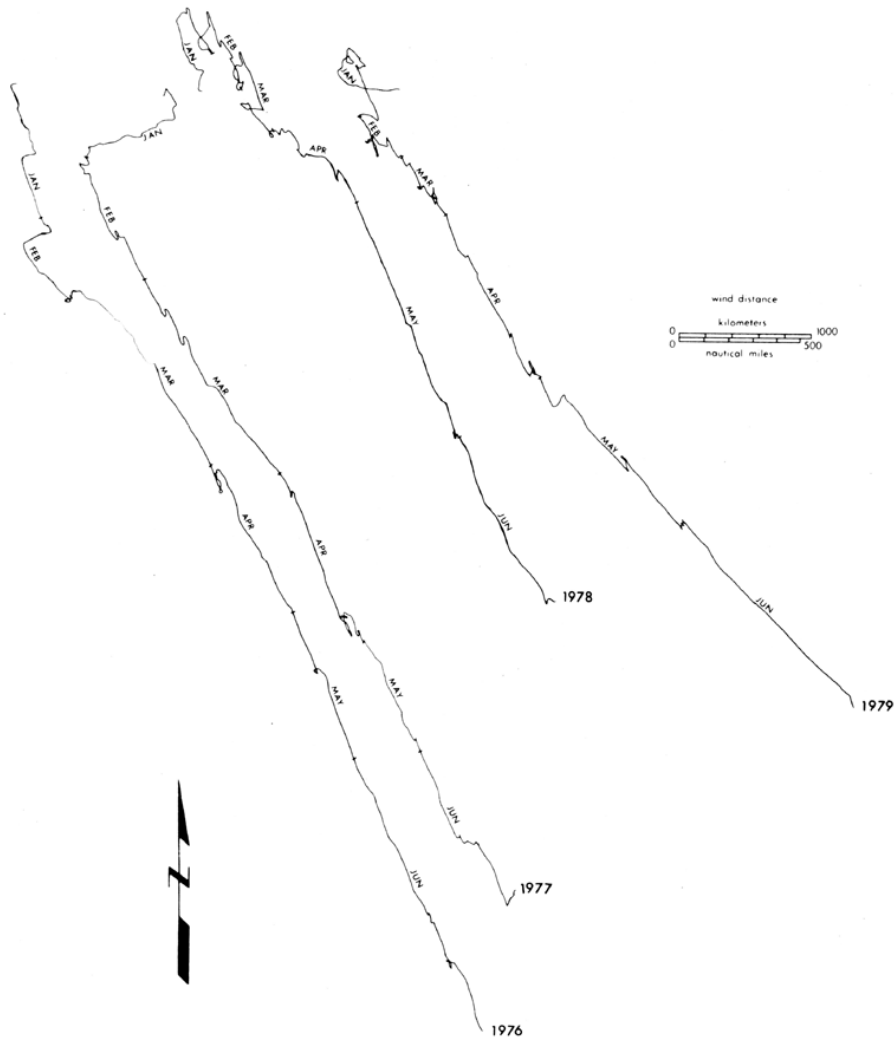 JAN
FEB
MAR
APR
MAY
JUN
1976
JAN
FEB
MAR
APR
MAY
JUN
1977
JAN
FEB
MAR
APR
MAY
JUN
1978
JAN
FEB
MAR
APR
MAY
JUN
1979
wind distance
kilometers
0 1000
0 500
nautical miles
N